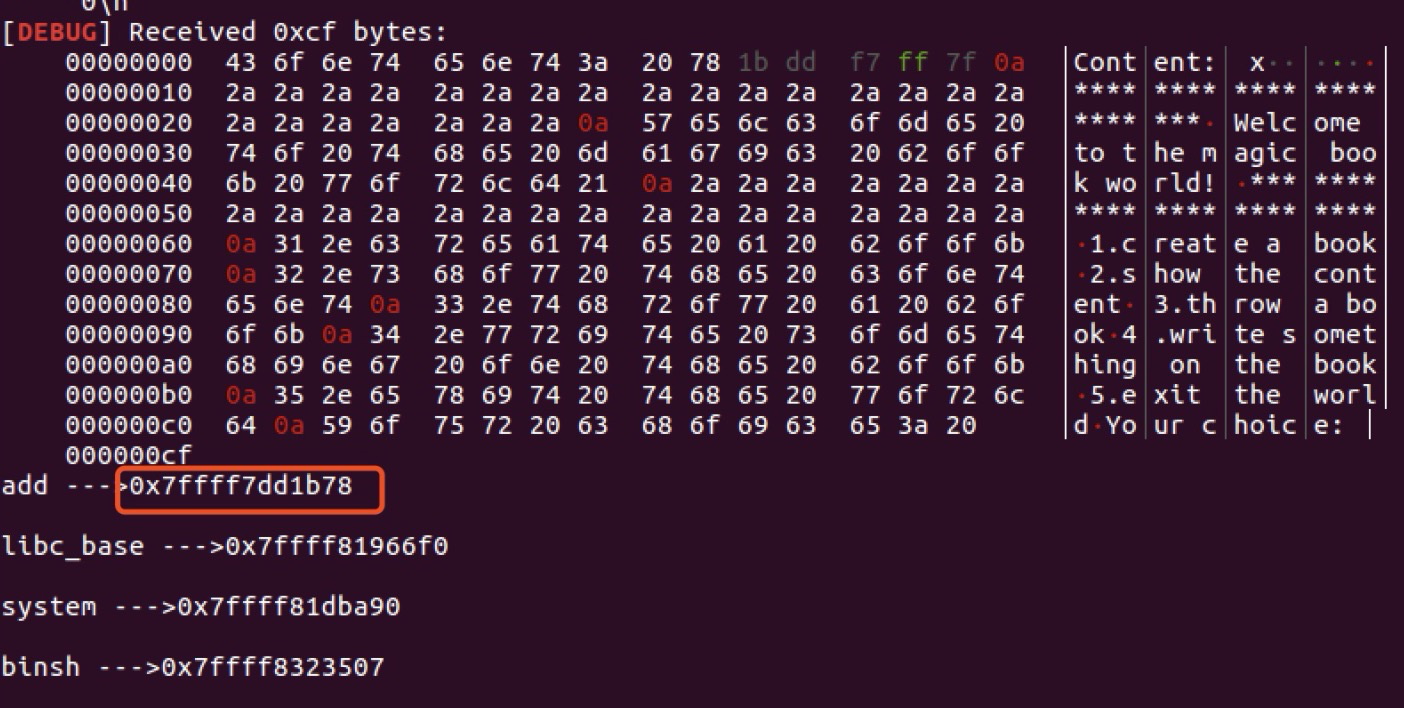 0\n
[DEBUG] Received 0xcf bytes:
00000000 43 6f 6e 74 65 6e 74 3a 20 78 1b dd f7 ff 7f 0a |Cont|ent:| x··|····|
00000010 2a 2a 2a 2a 2a 2a 2a 2a 2a 2a 2a 2a 2a 2a 2a 2a |****|****|****|****|
00000020 2a 2a 2a 2a 2a 2a 2a 0a 57 65 6c 63 6f 6d 65 20 |****|***·|Welc|ome |
00000030 74 6f 20 74 68 65 20 6d 61 67 69 63 20 62 6f 6f |to t|he m|agic| boo|
00000040 6b 20 77 6f 72 6c 64 21 0a 2a 2a 2a 2a 2a 2a 2a |k wo|rld!|·***|****|
00000050 2a 2a 2a 2a 2a 2a 2a 2a 2a 2a 2a 2a 2a 2a 2a 2a |****|****|****|****|
00000060 0a 31 2e 63 72 65 61 74 65 20 61 20 62 6f 6f 6b |·1.c|reat|e a |book|
00000070 0a 32 2e 73 68 6f 77 20 74 68 65 20 63 6f 6e 74 |·2.s|how |the |cont|
00000080 65 6e 74 0a 33 2e 74 68 72 6f 77 20 61 20 62 6f |ent·|3.th|row |a bo|
00000090 6f 6b 0a 34 2e 77 72 69 74 65 20 73 6f 6d 65 74 |ok·4|.wri|te s|omet|
000000a0 68 69 6e 67 20 6f 6e 20 74 68 65 20 62 6f 6f 6b |hing| on |the |book|
000000b0 0a 35 2e 65 78 69 74 20 74 68 65 20 77 6f 72 6c |·5.e|xit |the |worl|
000000c0 64 0a 59 6f 75 72 20 63 68 6f 69 63 65 3a 20 |d·Yo|ur c|hoic|e: |
000000cf
add --->0x7ffff7dd1b78
libc_base --->0x7ffff81966f0
system --->0x7ffff81dba90
binsh --->0x7ffff8323507